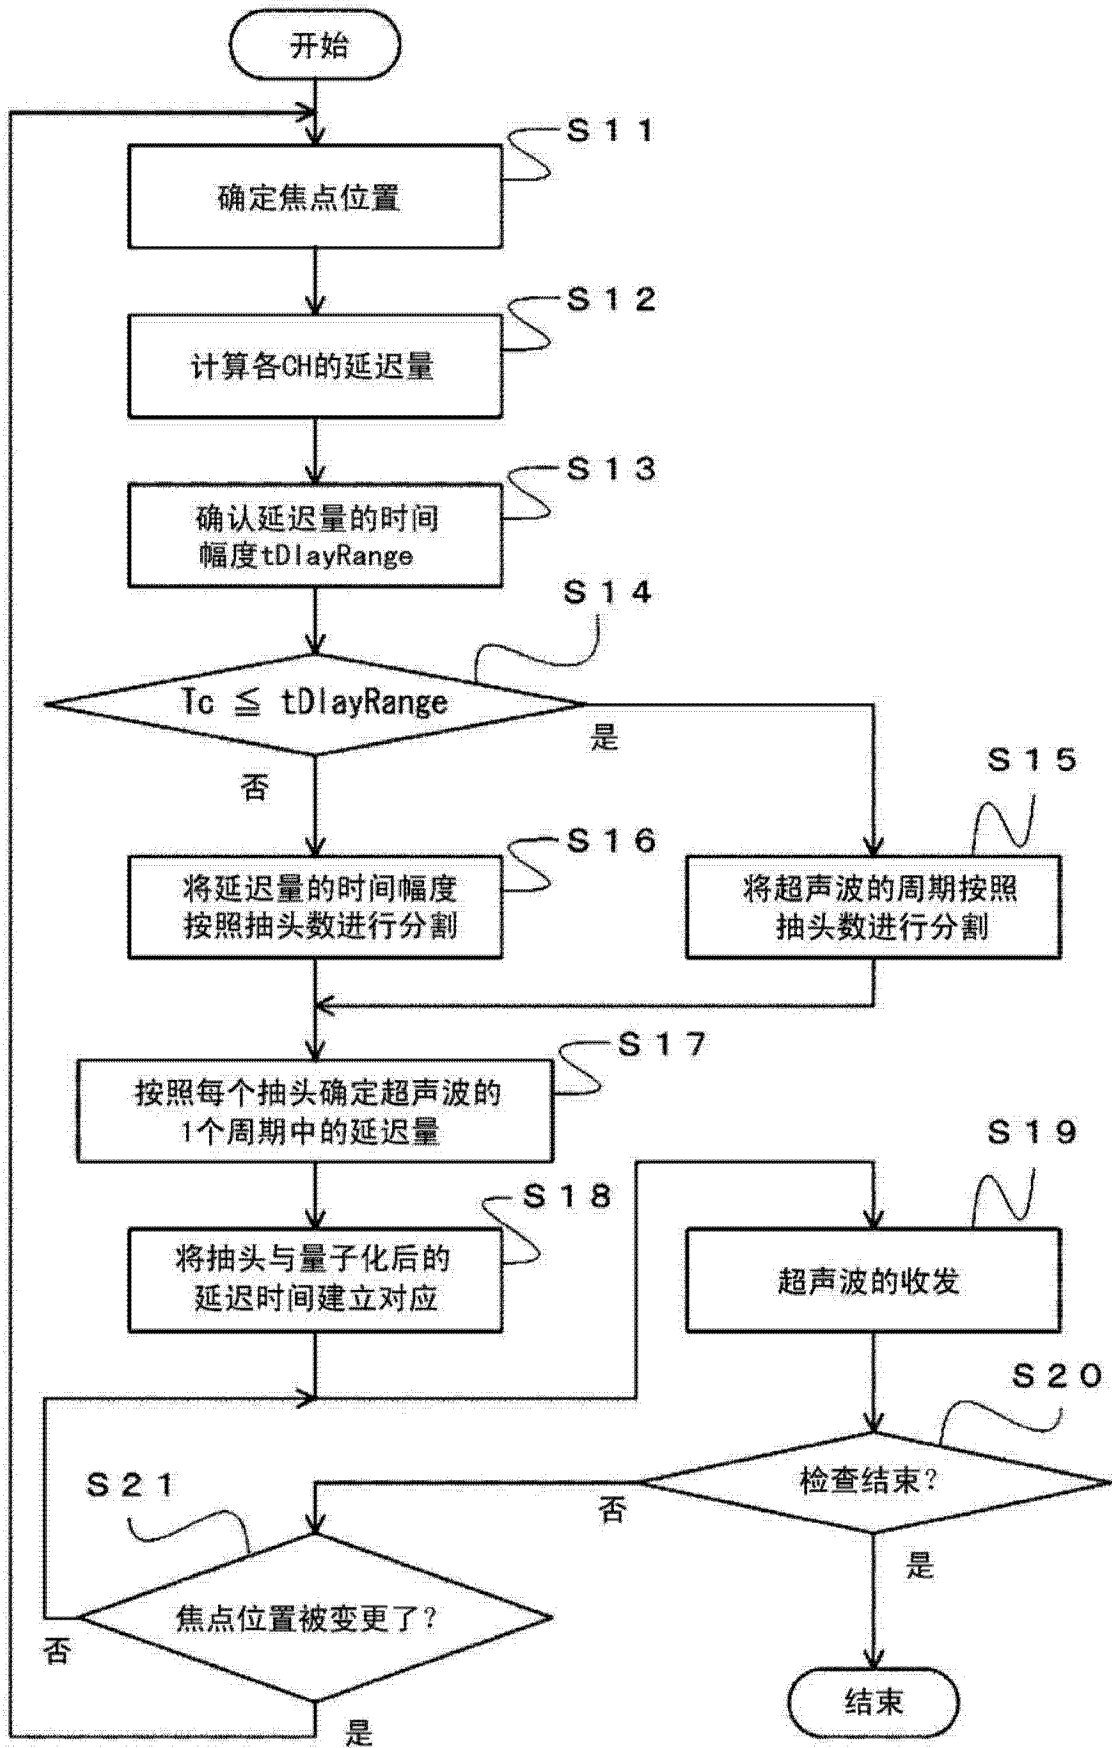 开始
S11
确定焦点位置
S12
计算各CH的延迟量
S13
确认延迟量的时间
幅度tDlayRange
S14
Tc ≦ tDlayRange
是
否
S15
S16
将延迟量的时间幅度
按照抽头数进行分割
将超声波的周期按照
抽头数进行分割
S17
按照每个抽头确定超声波的
1个周期中的延迟量
S18
将抽头与量子化后的
延迟时间建立对应
S19
超声波的收发
S20
检查结束?
否
是
S21
焦点位置被变更了?
否
是
结束